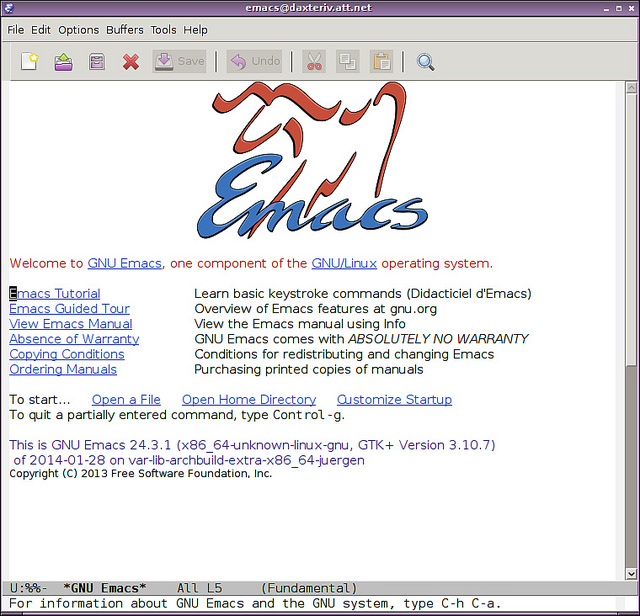 emacs@daxteriv.att.net
File Edit Options Buffers Tools Help
Save Undo
Emacs
Welcome to GNU Emacs, one component of the GNU/Linux operating system.
Emacs Tutorial Learn basic keystroke commands (Didacticiel d'Emacs)
Emacs Guided Tour Overview of Emacs features at gnu.org
View Emacs Manual View the Emacs manual using Info
Absence of Warranty GNU Emacs comes with ABSOLUTELY NO WARRANTY
Copying Conditions Conditions for redistributing and changing Emacs
Ordering Manuals Purchasing printed copies of manuals
To start... Open a File Open Home Directory Customize Startup
To quit a partially entered command, type Control-g.
This is GNU Emacs 24.3.1 (x86_64-unknown-linux-gnu, GTK+ Version 3.10.7)
of 2014-01-28 on var-lib-archbuild-extra-x86_64-juergen
Copyright (C) 2013 Free Software Foundation, Inc.
U:%%- *GNU Emacs* All L5 (Fundamental)
For information about GNU Emacs and the GNU system, type C-h C-a.